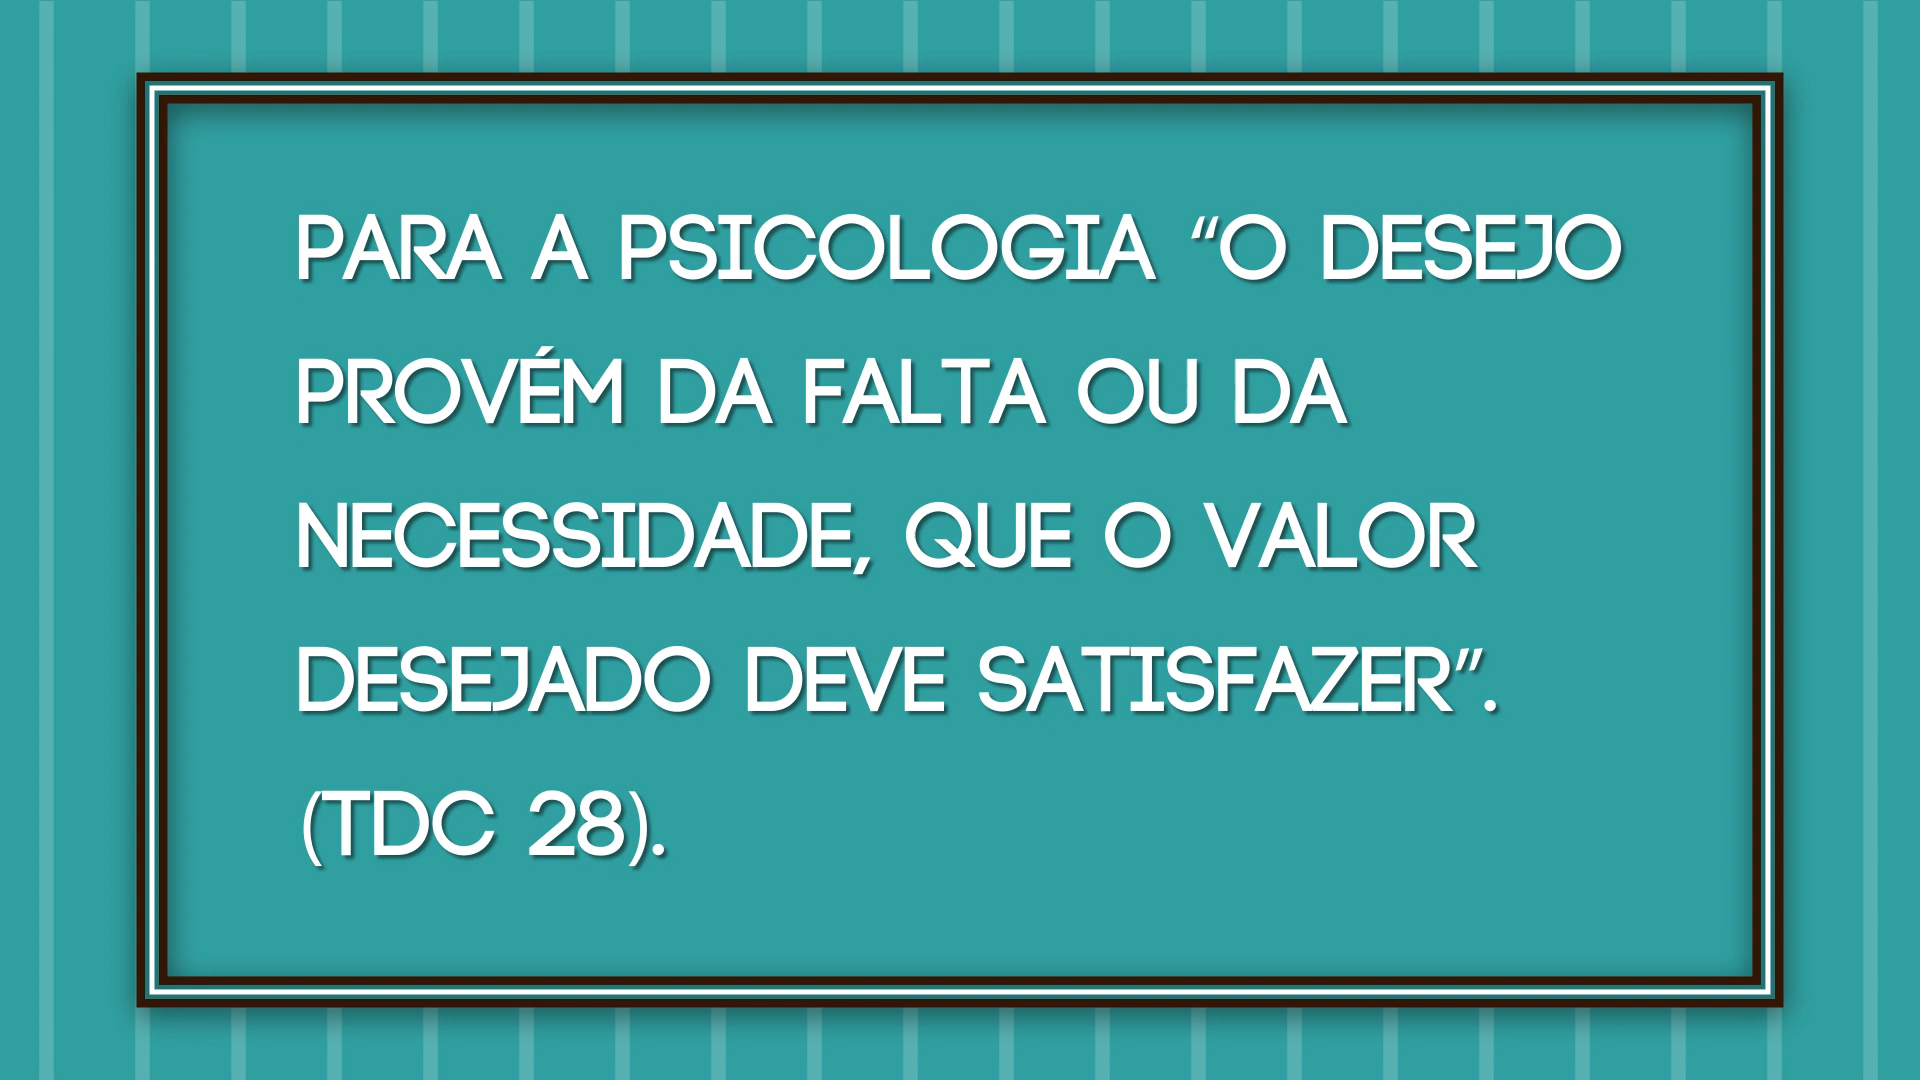 PARA A PSICOLOGIA “O DESEJO
PROVÉM DA FALTA OU DA
NECESSIDADE, QUE O VALOR
DESEJADO DEVE SATISFAZER”.
(TDC 28).